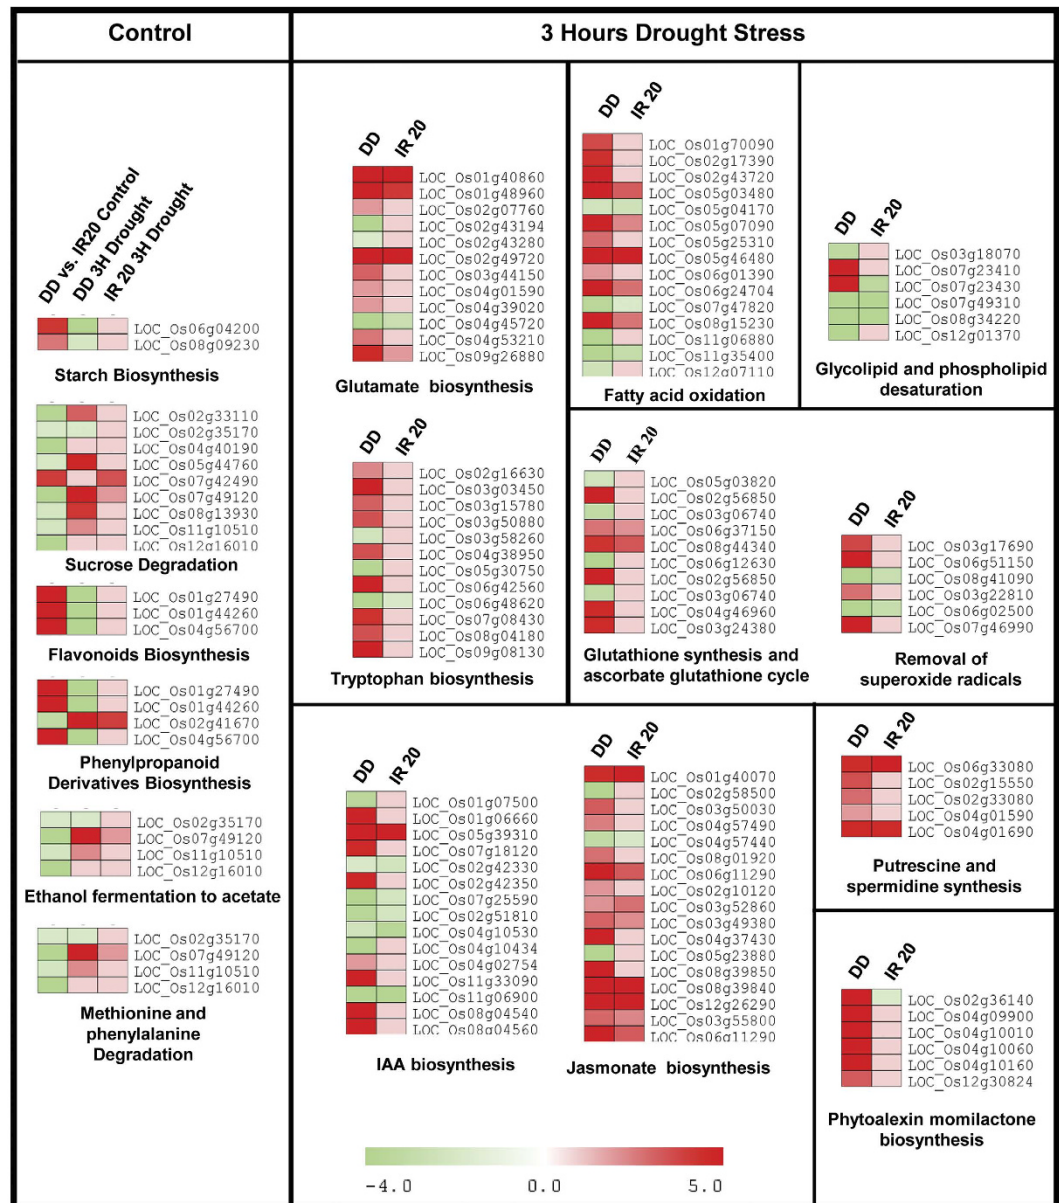 Control
3 Hours Drought Stress
DD vs. IR20 Control
DD 3H Drought
IR 20 3H Drought
LOC_Os06g04200
LOC_Os08g09230
Starch Biosynthesis
LOC_Os02g33110
LOC_Os02g35170
LOC_Os04g40190
LOC_Os05g44760
LOC_Os07g42490
LOC_Os07g49120
LOC_Os08g13930
LOC_Os11g10510
LOC_Os12g16010
Sucrose Degradation
LOC_Os01g27490
LOC_Os01g44260
LOC_Os04g56700
Flavonoids Biosynthesis
LOC_Os01g27490
LOC_Os01g44260
LOC_Os02g41670
LOC_Os04g56700
Phenylpropanoid
Derivatives Biosynthesis
LOC_Os02g35170
LOC_Os07g49120
LOC_Os11g10510
LOC_Os12g16010
Ethanol fermentation to acetate
LOC_Os02g35170
LOC_Os07g49120
LOC_Os11g10510
LOC_Os12g16010
Methionine and
phenylalanine
Degradation
DD IR 20
LOC_Os01g40860
LOC_Os01g48960
LOC_Os02g07760
LOC_Os02g43194
LOC_Os02g43280
LOC_Os02g49720
LOC_Os03g44150
LOC_Os04g01590
LOC_Os04g39020
LOC_Os04g45720
LOC_Os04g53210
LOC_Os09g26880
Glutamate biosynthesis
DD IR 20
LOC_Os02g16630
LOC_Os03g03450
LOC_Os03g15780
LOC_Os03g50880
LOC_Os03g58260
LOC_Os04g38950
LOC_Os05g30750
LOC_Os06g42560
LOC_Os06g48620
LOC_Os07g08430
LOC_Os08g04180
LOC_Os09g08130
Tryptophan biosynthesis
DD IR 20
LOC_Os01g70090
LOC_Os02g17390
LOC_Os02g43720
LOC_Os05g03480
LOC_Os05g04170
LOC_Os05g07090
LOC_Os05g25310
LOC_Os05g46480
LOC_Os06g01390
LOC_Os06g24704
LOC_Os07g47820
LOC_Os08g15230
LOC_Os11g06880
LOC_Os11g35400
LOC_Os12g07110
Fatty acid oxidation
DD IR 20
LOC_Os03g18070
LOC_Os07g23410
LOC_Os07g23430
LOC_Os07g49310
LOC_Os08g34220
LOC_Os12g01370
Glycolipid and phospholipid
desaturation
DD IR 20
LOC_Os05g03820
LOC_Os02g56850
LOC_Os03g06740
LOC_Os06g37150
LOC_Os08g44340
LOC_Os06g12630
LOC_Os02g56850
LOC_Os03g06740
LOC_Os04g46960
LOC_Os03g24380
Glutathione synthesis and
ascorbate glutathione cycle
DD IR 20
LOC_Os03g17690
LOC_Os06g51150
LOC_Os08g41090
LOC_Os03g22810
LOC_Os06g02500
LOC_Os07g46990
Removal of
superoxide radicals
DD IR 20
LOC_Os01g07500
LOC_Os01g06660
LOC_Os05g39310
LOC_Os07g18120
LOC_Os02g42330
LOC_Os02g42350
LOC_Os07g25590
LOC_Os02g51810
LOC_Os04g10530
LOC_Os04g10434
LOC_Os04g02754
LOC_Os11g33090
LOC_Os11g06900
LOC_Os08g04540
LOC_Os08g04560
IAA biosynthesis
DD IR 20
LOC_Os01g40070
LOC_Os02g58500
LOC_Os03g50030
LOC_Os04g57490
LOC_Os04g57440
LOC_Os08g01920
LOC_Os06g11290
LOC_Os02g10120
LOC_Os03g52860
LOC_Os03g49380
LOC_Os04g37430
LOC_Os05g23880
LOC_Os08g39850
LOC_Os08g39840
LOC_Os12g26290
LOC_Os03g55800
LOC_Os06g11290
Jasmonate biosynthesis
DD IR 20
LOC_Os06g33080
LOC_Os02g15550
LOC_Os02g33080
LOC_Os04g01590
LOC_Os04g01690
Putrescine and
spermidine synthesis
DD IR 20
LOC_Os02g36140
LOC_Os04g09900
LOC_Os04g10010
LOC_Os04g10060
LOC_Os04g10160
LOC_Os12g30824
Phytoalexin momilactone
biosynthesis
-4.0 0.0 5.0